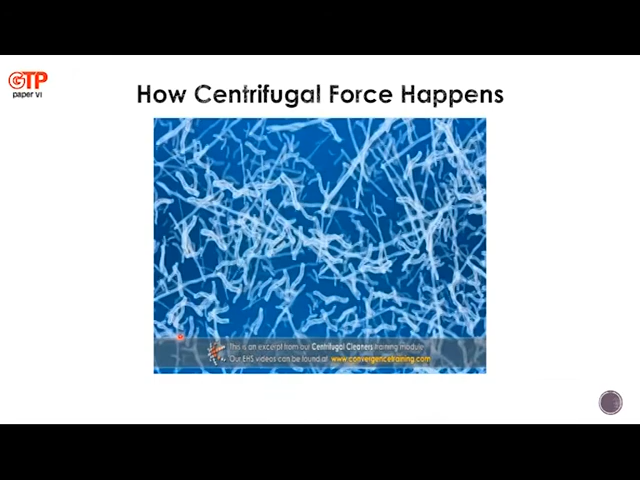 GTP
paper VI
How Centrifugal Force Happens
This is an excerpt from our Centrifugal Cleaners training module
Our EHS videos can be found at www.convergencetraining.com